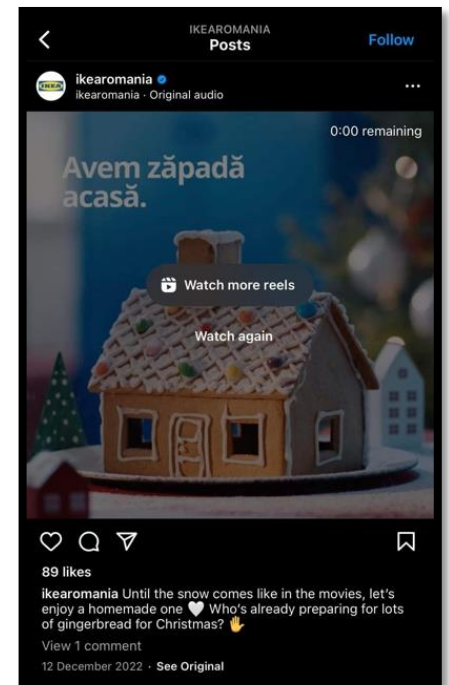 IKEAROMANIA
Posts
Follow
IKEA
ikearomania
ikearomania · Original audio
0:00 remaining
Avem zăpadă
acasă.
Watch more reels
Watch again
89 likes
ikearomania Until the snow comes like in the movies, let's
enjoy a homemade one 🤍 Who's already preparing for lots
of gingerbread for Christmas? 🖐
View 1 comment
12 December 2022 · See Original